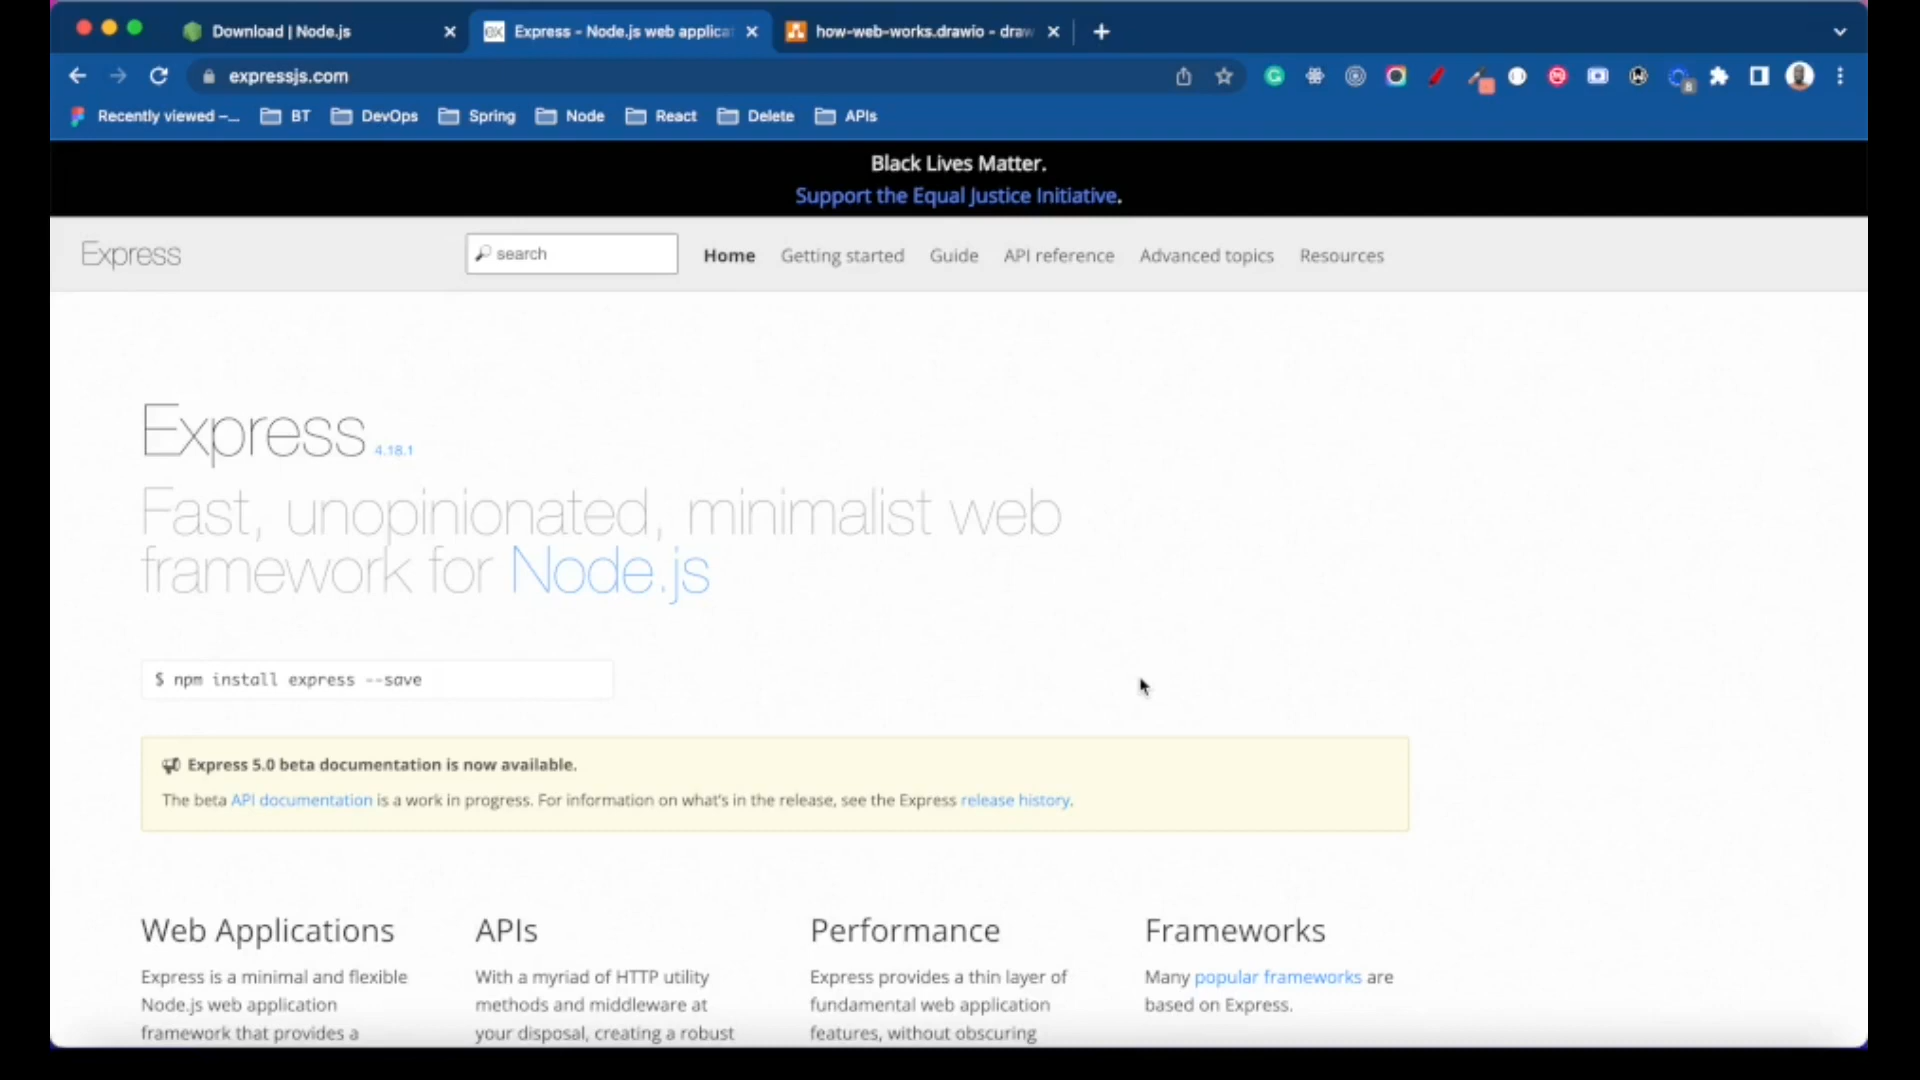 Download | Node.js
Express - Node.js web applicat
how-web-works.drawio - draw
expressjs.com
Recently viewed –...
BT
DevOps
Spring
Node
React
Delete
APIs
Black Lives Matter.
Support the Equal Justice Initiative.
Express
search
Home
Getting started
Guide
API reference
Advanced topics
Resources
Express 4.18.1
Fast, unopinionated, minimalist web
framework for Node.js
$ npm install express --save
Express 5.0 beta documentation is now available.
The beta API documentation is a work in progress. For information on what's in the release, see the Express release history.
Web Applications
Express is a minimal and flexible
Node.js web application
framework that provides a
APIs
With a myriad of HTTP utility
methods and middleware at
your disposal, creating a robust
Performance
Express provides a thin layer of
fundamental web application
features, without obscuring
Frameworks
Many popular frameworks are
based on Express.